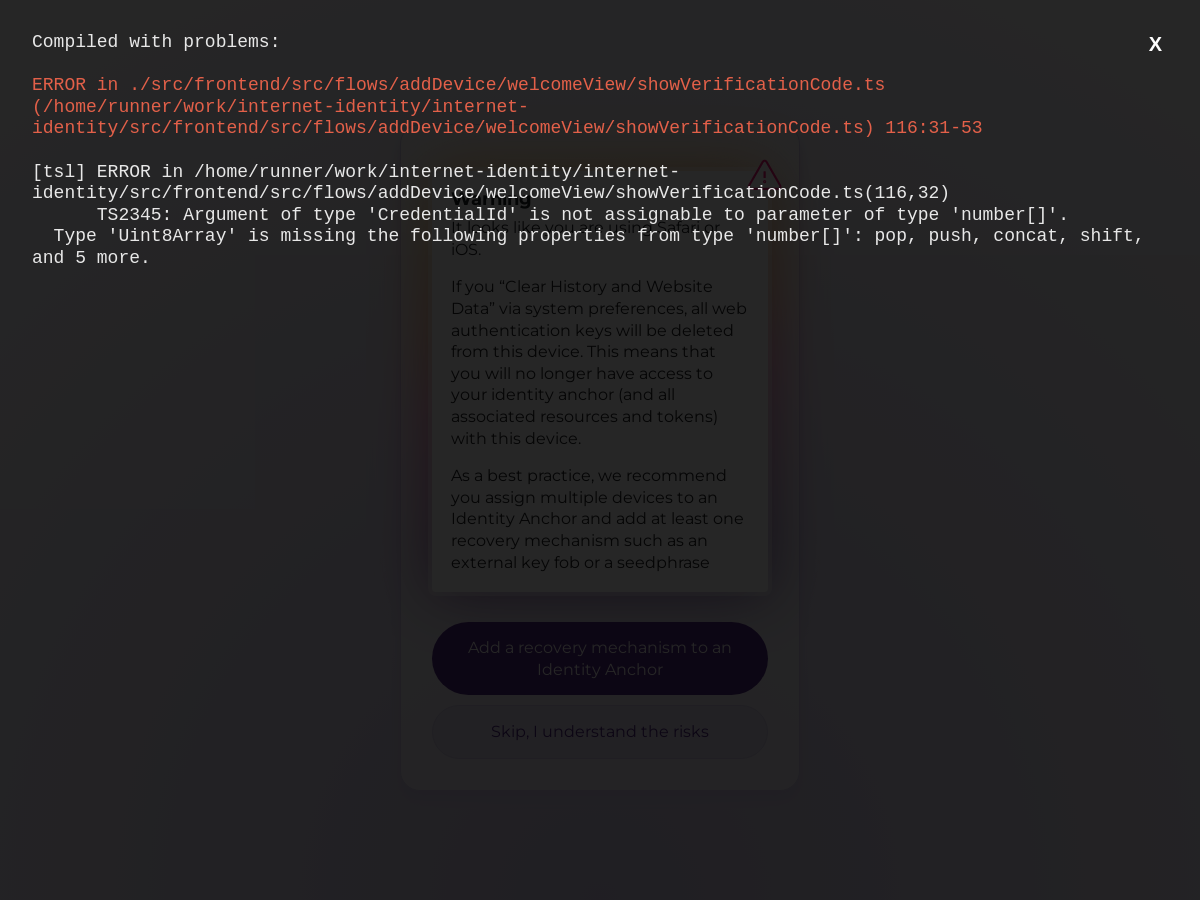 Compiled with problems:
X
ERROR in ./src/frontend/src/flows/addDevice/welcomeView/showVerificationCode.ts
(/home/runner/work/internet-identity/internet-
identity/src/frontend/src/flows/addDevice/welcomeView/showVerificationCode.ts) 116:31-53
[tsl] ERROR in /home/runner/work/internet-identity/internet-
identity/src/frontend/src/flows/addDevice/welcomeView/showVerificationCode.ts(116,32)
TS2345: Argument of type 'CredentialId' is not assignable to parameter of type 'number[]'.
Type 'Uint8Array' is missing the following properties from type 'number[]': pop, push, concat, shift,
and 5 more.
Warning
It looks like you are using Safari or
iOS.
If you “Clear History and Website
Data” via system preferences, all web
authentication keys will be deleted
from this device. This means that
you will no longer have access to
your identity anchor (and all
associated resources and tokens)
with this device.
As a best practice, we recommend
you assign multiple devices to an
Identity Anchor and add at least one
recovery mechanism such as an
external key fob or a seedphrase
Add a recovery mechanism to an
Identity Anchor
Skip, I understand the risks